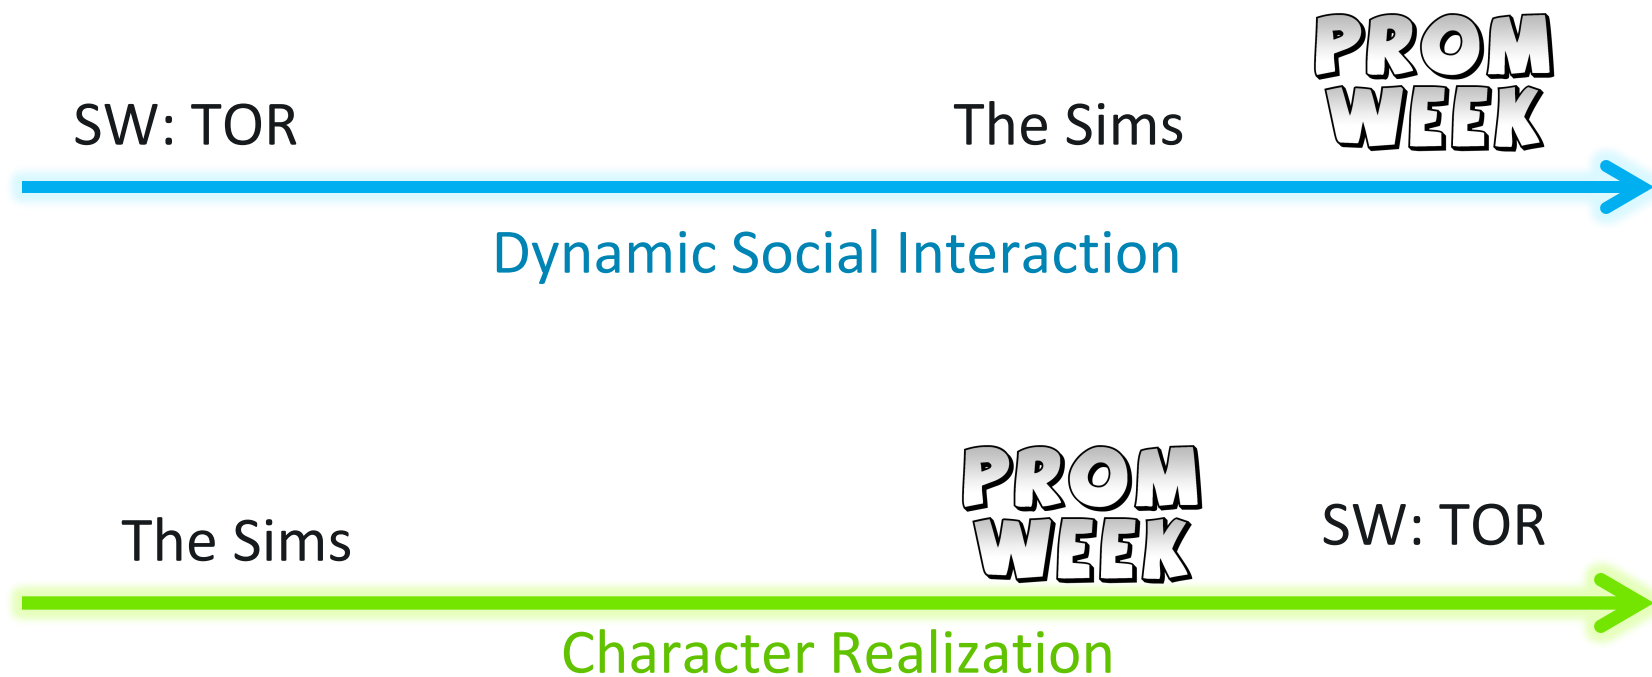 PROM
WEEK
SW: TOR
The Sims
Dynamic Social Interaction
PROM
WEEK
The Sims
SW: TOR
Character Realization